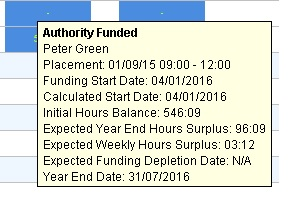 -
-
Authority Funded
Peter Green
Placement: 01/09/15 09:00 - 12:00
Funding Start Date: 04/01/2016
Calculated Start Date: 04/01/2016
Initial Hours Balance: 546:09
Expected Year End Hours Surplus: 96:09
Expected Weekly Hours Surplus: 03:12
Expected Funding Depletion Date: N/A
Year End Date: 31/07/2016